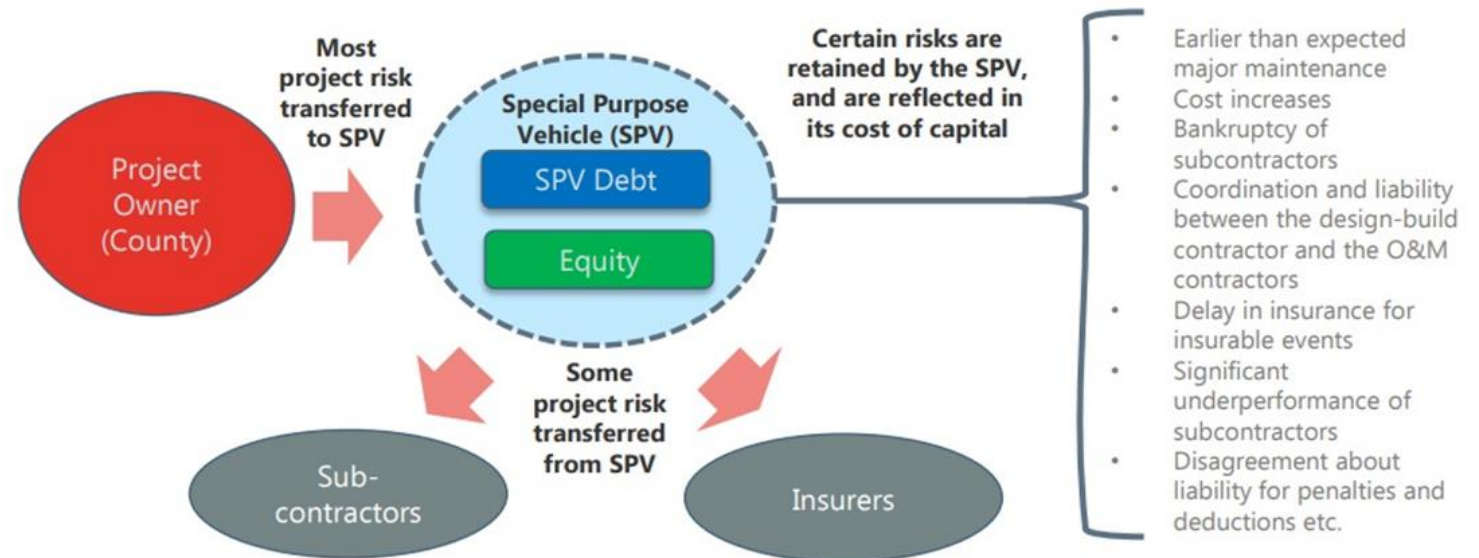 Most
project risk
transferred
to SPV
Project
Owner
(County)
Special Purpose
Vehicle (SPV)
SPV Debt
Equity
Certain risks are
retained by the SPV,
and are reflected in
its cost of capital
Some
project risk
transferred
from SPV
Sub-
contractors
Insurers
• Earlier than expected
major maintenance
• Cost increases
• Bankruptcy of
subcontractors
• Coordination and liability
between the design-build
contractor and the O&M
contractors
• Delay in insurance for
insurable events
• Significant
underperformance of
subcontractors
• Disagreement about
liability for penalties and
deductions etc.